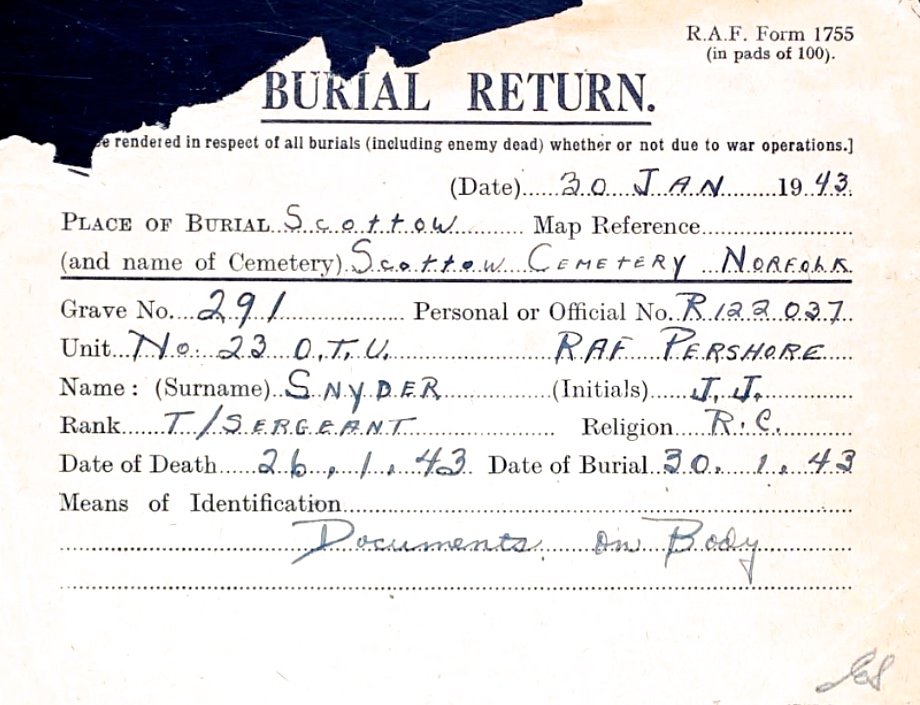 R.A.F. Form 1755
(in pads of 100).
BURIAL RETURN.
rendered in respect of all burials (including enemy dead) whether or not due to war operations.]
(Date) 30 JAN 1943.
PLACE OF BURIAL Scottow Map Reference
(and name of Cemetery) Scottow CEMETERY NORFOLK
Grave No. 291 Personal or Official No. R122037
Unit No. 23 O.T.U. RAF PERSHORE
Name: (Surname) SNYDER (Initials) J. J.
Rank T/SERGEANT Religion R.C.
Date of Death 26.1.43 Date of Burial 30.1.43
Means of Identification
Documents on Body